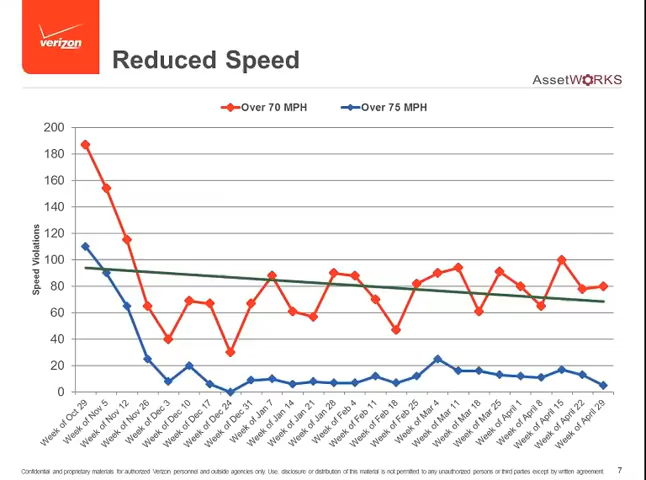 verizon
Reduced Speed
AssetWORKS
Over 70 MPH
Over 75 MPH
Speed Violations
200
180
160
140
120
100
80
60
40
20
0
Week of Oct 29
Week of Nov 5
Week of Nov 12
Week of Nov 26
Week of Dec 3
Week of Dec 10
Week of Dec 17
Week of Dec 24
Week of Dec 31
Week of Jan 7
Week of Jan 14
Week of Jan 21
Week of Jan 28
Week of Feb 4
Week of Feb 11
Week of Feb 18
Week of Feb 25
Week of Mar 4
Week of Mar 11
Week of Mar 18
Week of Mar 25
Week of April 1
Week of April 8
Week of April 15
Week of April 22
Week of April 29
Confidential and proprietary materials for authorized Verizon personnel and outside agencies only. Use, disclosure or distribution of this material is not permitted to any unauthorized persons or third parties except by written agreement.
7